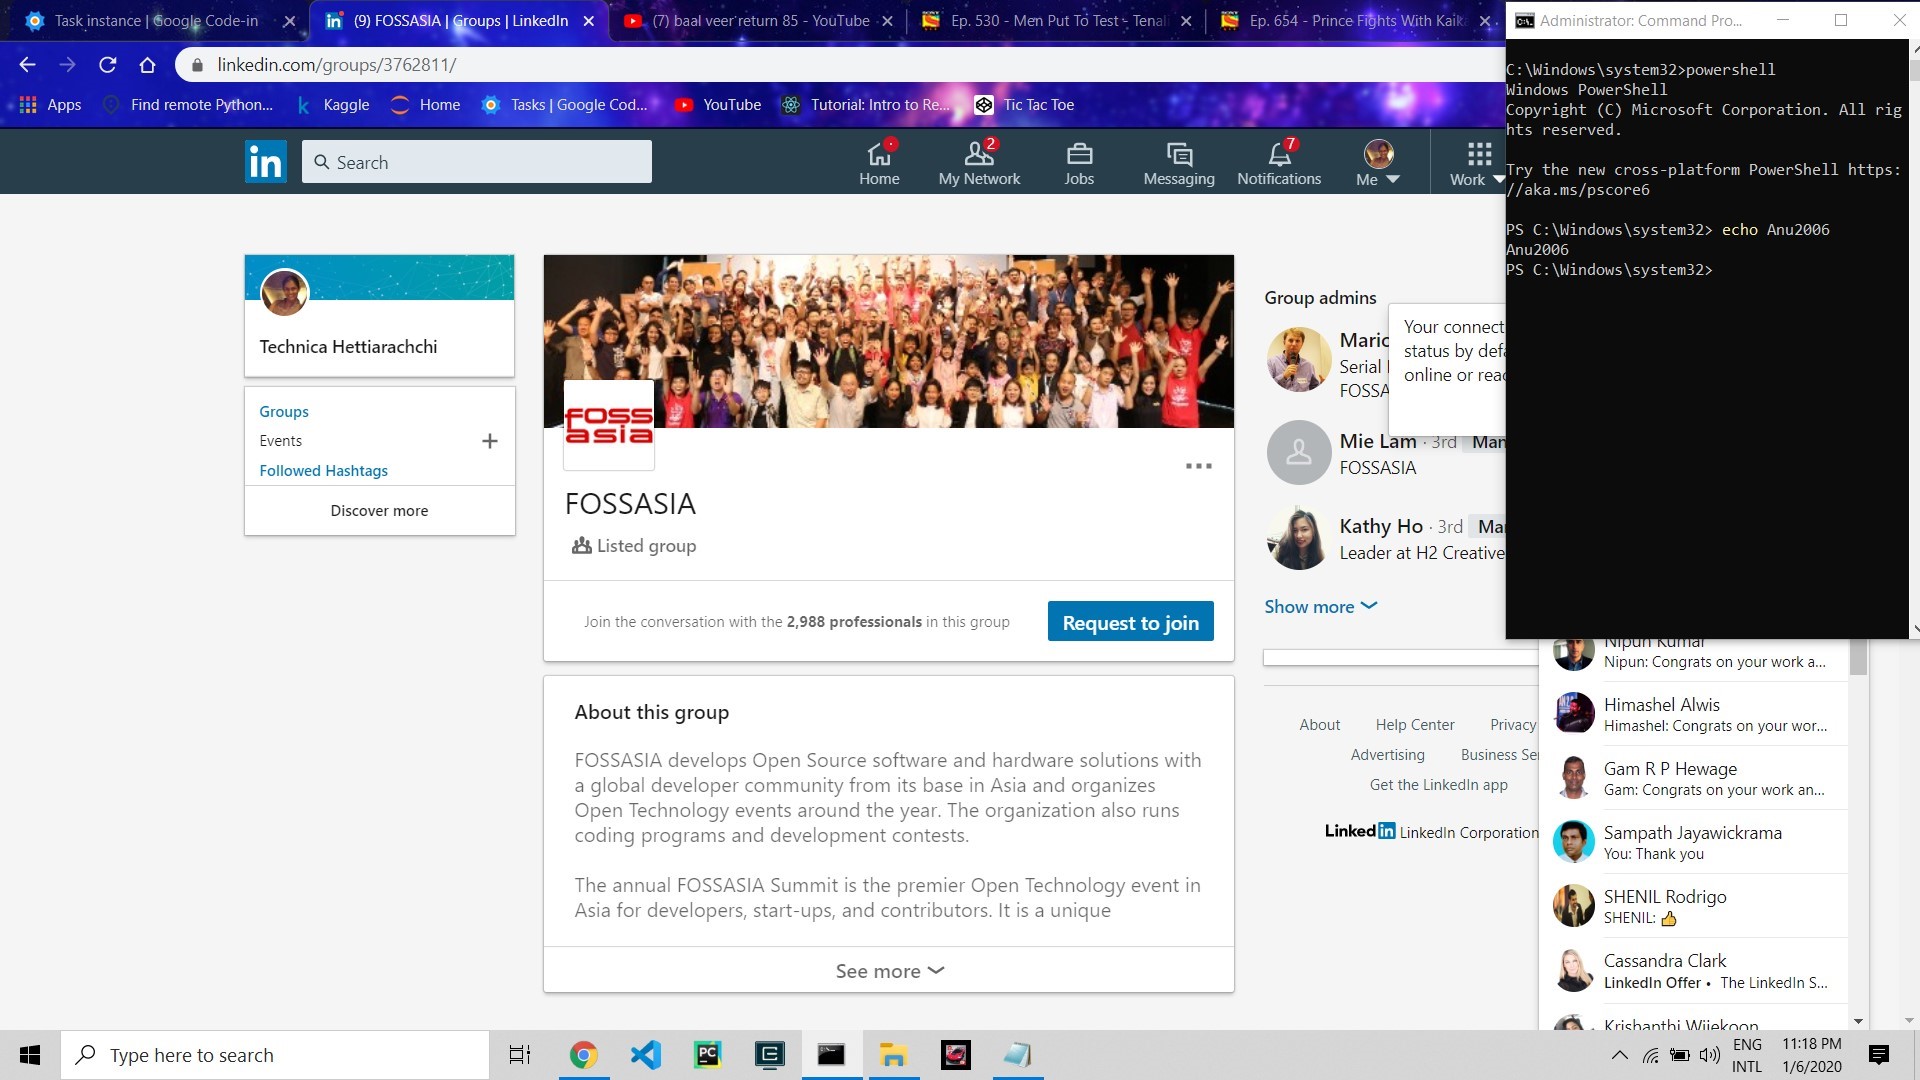 Task instance | Google Code-in
(9) FOSSASIA | Groups | LinkedIn
(7) baal veer return 85 - YouTube
Ep. 530 - Men Put To Test - Tenali
Ep. 654 - Prince Fights With Kaik
linkedin.com/groups/3762811/
Apps
Find remote Python...
Kaggle
Home
Tasks | Google Cod...
YouTube
Tutorial: Intro to Re...
Tic Tac Toe
in
Search
Home
2
My Network
Jobs
Messaging
7
Notifications
Me
Work
Technica Hettiarachchi
Groups
Events
Followed Hashtags
Discover more
FOSS
asia
FOSSASIA
Listed group
Join the conversation with the 2,988 professionals in this group
Request to join
About this group
FOSSASIA develops Open Source software and hardware solutions with
a global developer community from its base in Asia and organizes
Open Technology events around the year. The organization also runs
coding programs and development contests.
The annual FOSSASIA Summit is the premier Open Technology event in
Asia for developers, start-ups, and contributors. It is a unique
See more
Group admins
Mario
Serial
FOSSA
Your connect
status by defa
online or reac
Mie Lam · 3rd Man
FOSSASIA
Kathy Ho · 3rd Ma
Leader at H2 Creative
Show more
About
Help Center
Privacy
Advertising
Business Se
Get the LinkedIn app
Linked in LinkedIn Corporation
Administrator: Command Pro...
C:\Windows\system32>powershell
Windows PowerShell
Copyright (C) Microsoft Corporation. All rig
hts reserved.
Try the new cross-platform PowerShell https:
//aka.ms/pscore6
PS C:\Windows\system32> echo Anu2006
Anu2006
PS C:\Windows\system32>
Nipun Kumar
Nipun: Congrats on your work a...
Himashel Alwis
Himashel: Congrats on your wor...
Gam R P Hewage
Gam: Congrats on your work an...
Sampath Jayawickrama
You: Thank you
SHENIL Rodrigo
SHENIL: 👍
Cassandra Clark
LinkedIn Offer • The LinkedIn S...
Krishanthi Wijekoon
Type here to search
PC
ENG
INTL
11:18 PM
1/6/2020